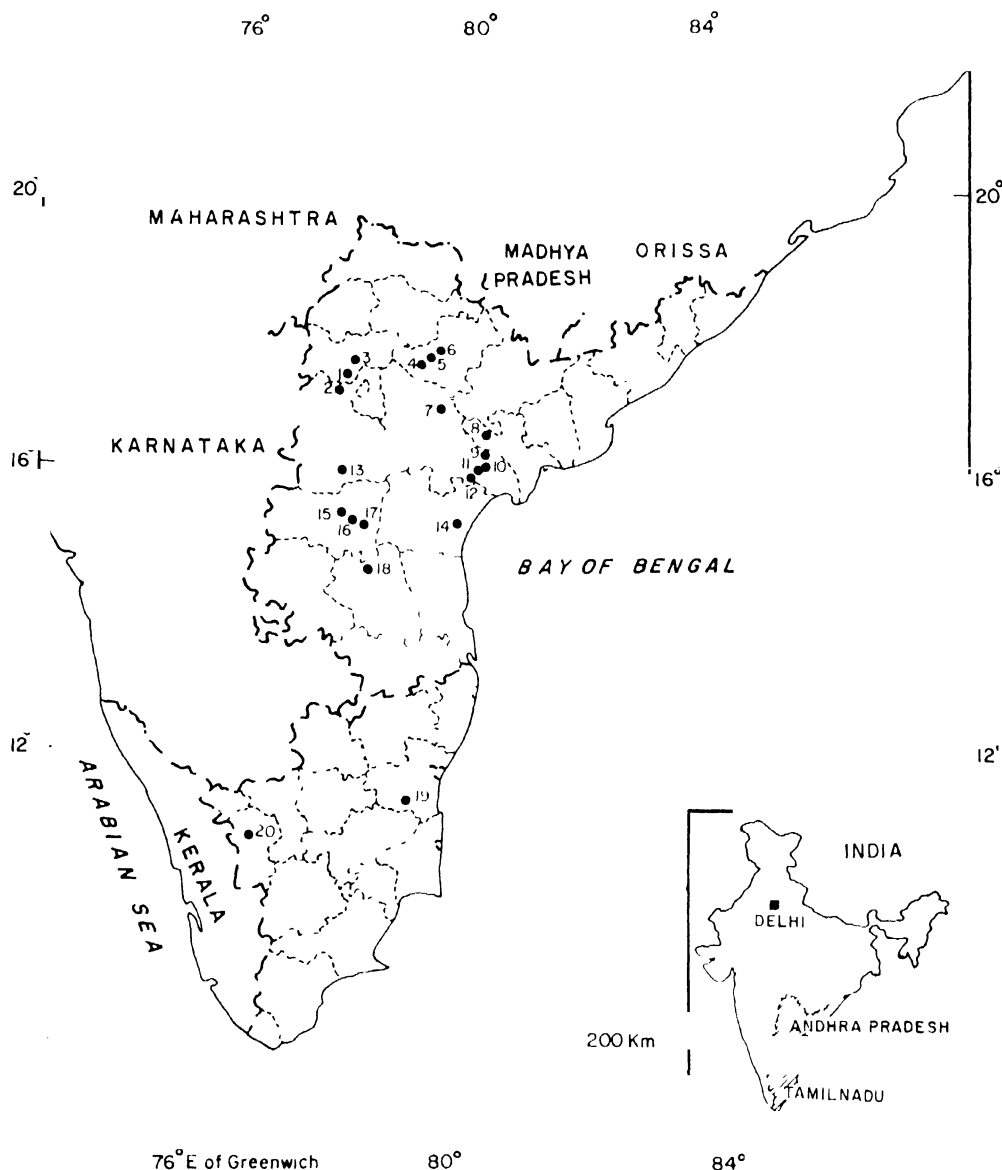 76° 80° 84°
20° 20°
MAHARASHTRA
MADHYA PRADESH
ORISSA
3
6
4
5
1
2
7
8
KARNATAKA
9
11
10
13
12
16° 16°
15
17
16
14
18
BAY OF BENGAL
12° 12'
19
20
ARABIAN SEA
KERALA
INDIA
DELHI
ANDHRA PRADESH
200 Km
TAMILNADU
76° E of Greenwich 80° 84°